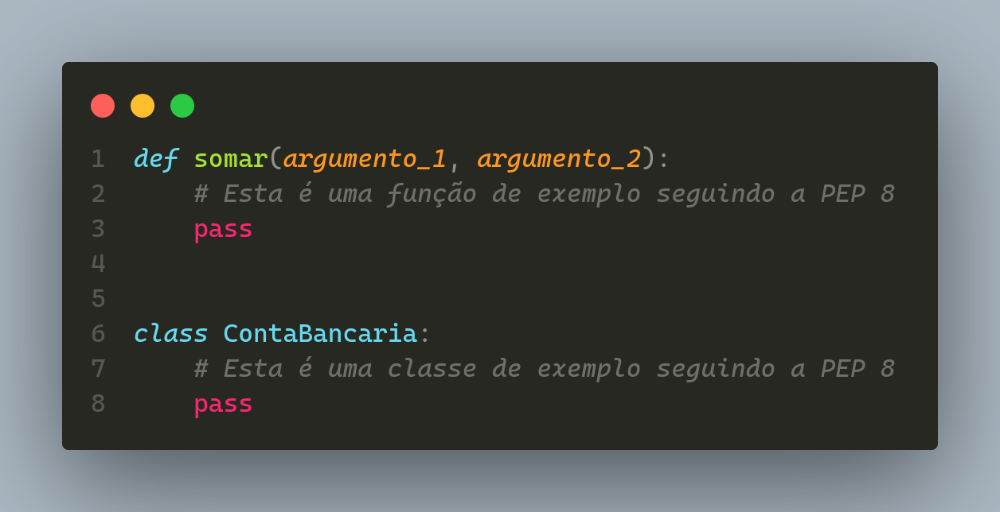 1 def somar(argumento_1, argumento_2):
2     # Esta é uma função de exemplo seguindo a PEP 8
3     pass
4
5
6 class ContaBancaria:
7     # Esta é uma classe de exemplo seguindo a PEP 8
8     pass